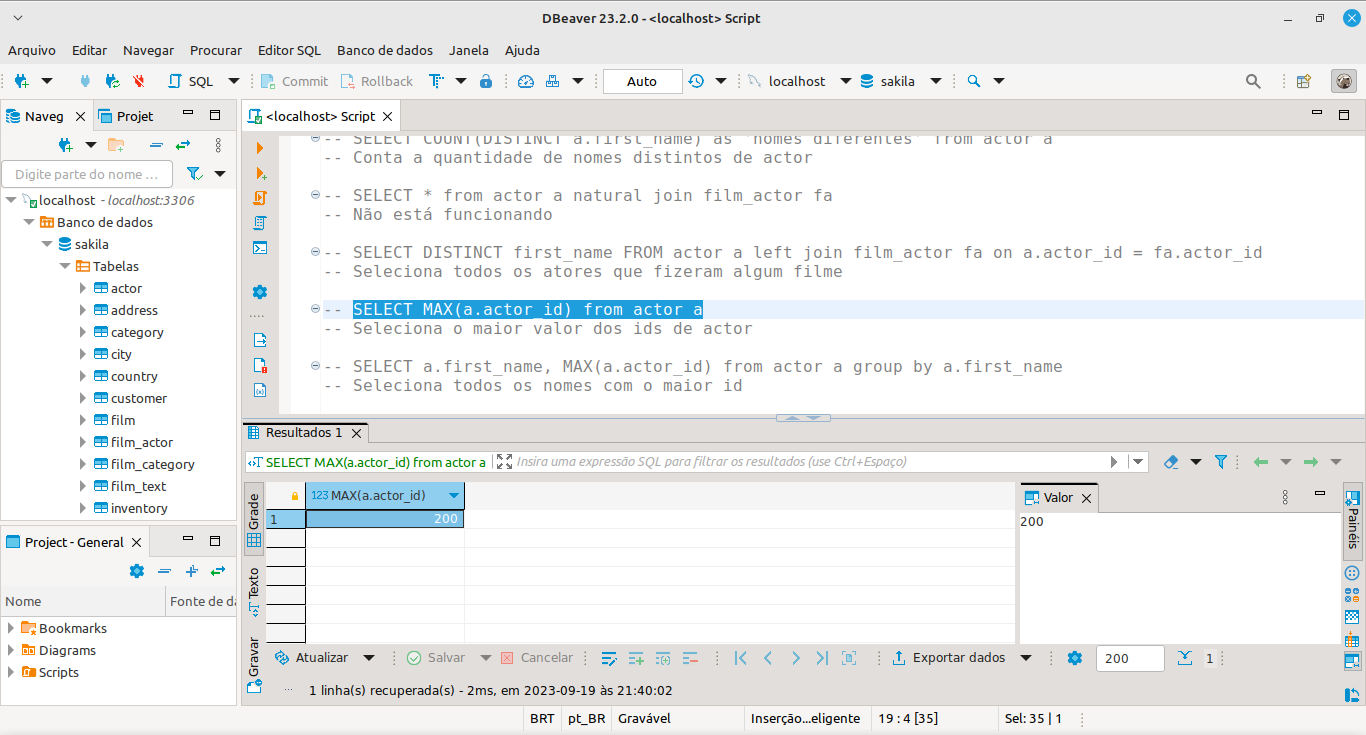 DBeaver 23.2.0 - <localhost> Script
Arquivo Editar Navegar Procurar Editor SQL Banco de dados Janela Ajuda
SQL Commit Rollback Auto localhost sakila
Naveg Projet
<localhost> Script
Digite parte do nome ...
localhost - localhost:3306
Banco de dados
sakila
Tabelas
actor
address
category
city
country
customer
film
film_actor
film_category
film_text
inventory
Project - General
Nome Fonte de da
Bookmarks
Diagrams
Scripts
-- SELECT COUNT(DISTINCT a.first_name) as 'nomes diferentes' from actor a
-- Conta a quantidade de nomes distintos de actor
-- SELECT * from actor a natural join film_actor fa
-- Não está funcionando
-- SELECT DISTINCT first_name FROM actor a left join film_actor fa on a.actor_id = fa.actor_id
-- Seleciona todos os atores que fizeram algum filme
-- SELECT MAX(a.actor_id) from actor a
-- Seleciona o maior valor dos ids de actor
-- SELECT a.first_name, MAX(a.actor_id) from actor a group by a.first_name
-- Seleciona todos os nomes com o maior id
Resultados 1
SELECT MAX(a.actor_id) from actor a Insira uma expressão SQL para filtrar os resultados (use Ctrl+Espaço)
Grade
Texto
Gravar
123 MAX(a.actor_id)
1 200
Valor
200
Painéis
Atualizar Salvar Cancelar Exportar dados 200 1
... 1 linha(s) recuperada(s) - 2ms, em 2023-09-19 às 21:40:02
BRT pt_BR Gravável Inserção...eligente 19 : 4 [35] Sel: 35 | 1